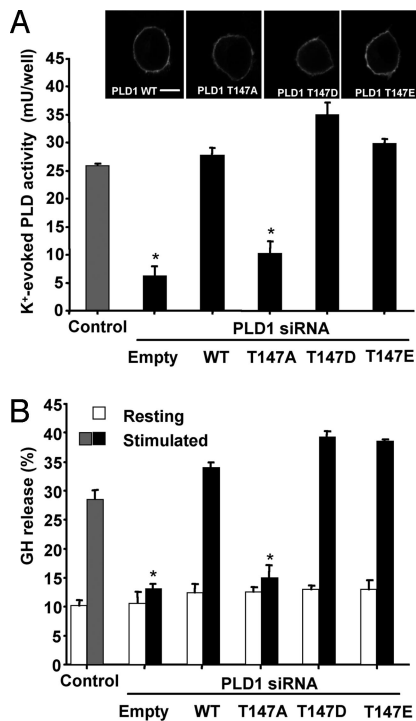 A
PLD1 WT
PLD1 T147A
PLD1 T147D
PLD1 T147E
K+-evoked PLD activity (mU/well)
45
40
35
30
25
20
15
10
5
0
*
*
Control
PLD1 siRNA
Empty
WT
T147A
T147D
T147E
B
Resting
Stimulated
GH release (%)
45
40
35
30
25
20
15
10
5
0
*
*
Control
PLD1 siRNA
Empty
WT
T147A
T147D
T147E